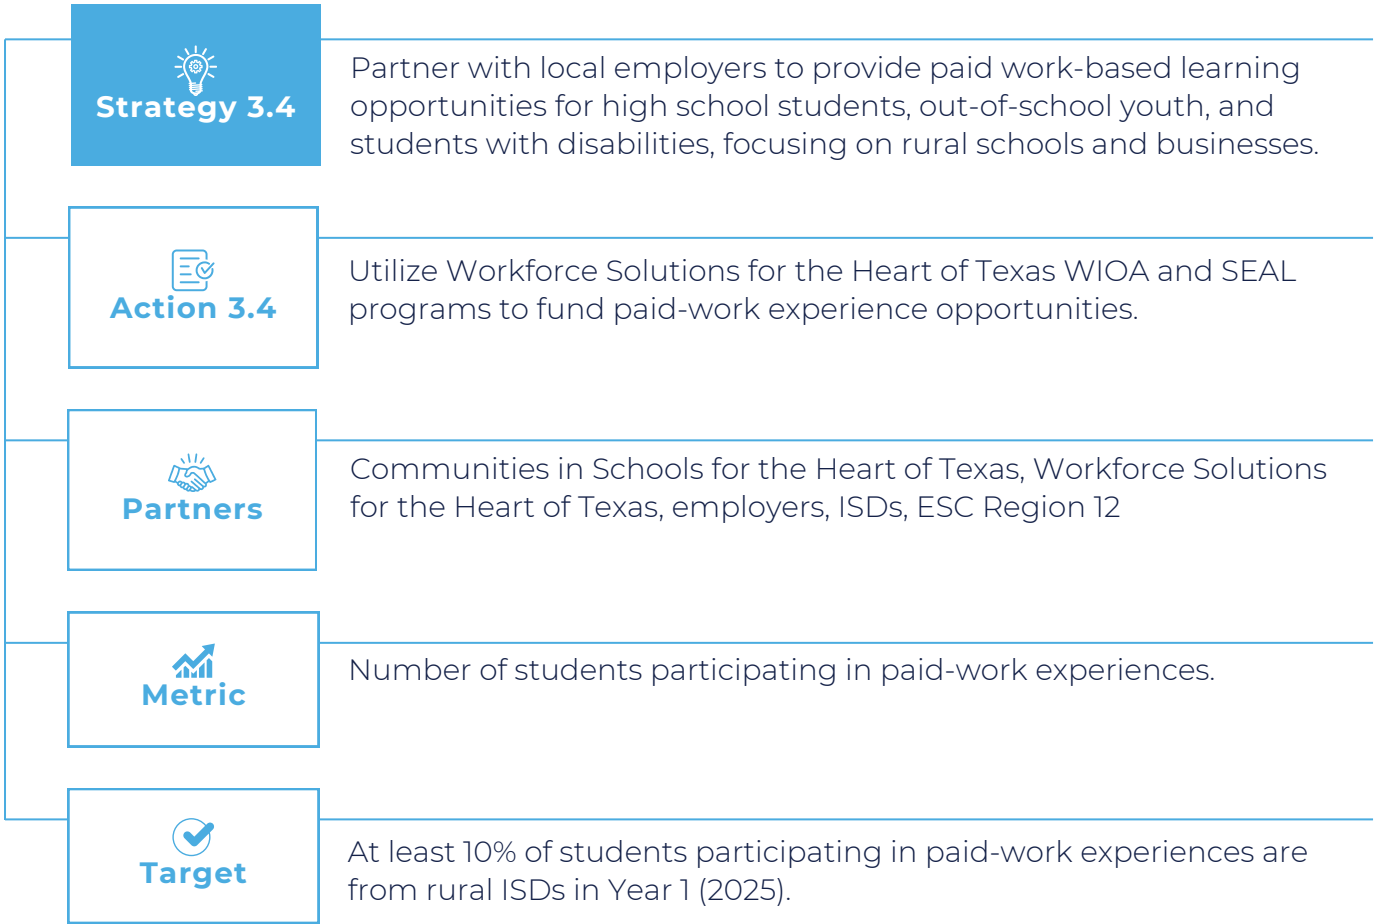 Strategy 3.4
Partner with local employers to provide paid work-based learning
opportunities for high school students, out-of-school youth, and
students with disabilities, focusing on rural schools and businesses.
Action 3.4
Utilize Workforce Solutions for the Heart of Texas WIOA and SEAL
programs to fund paid-work experience opportunities.
Partners
Communities in Schools for the Heart of Texas, Workforce Solutions
for the Heart of Texas, employers, ISDs, ESC Region 12
Metric
Number of students participating in paid-work experiences.
Target
At least 10% of students participating in paid-work experiences are
from rural ISDs in Year 1 (2025).